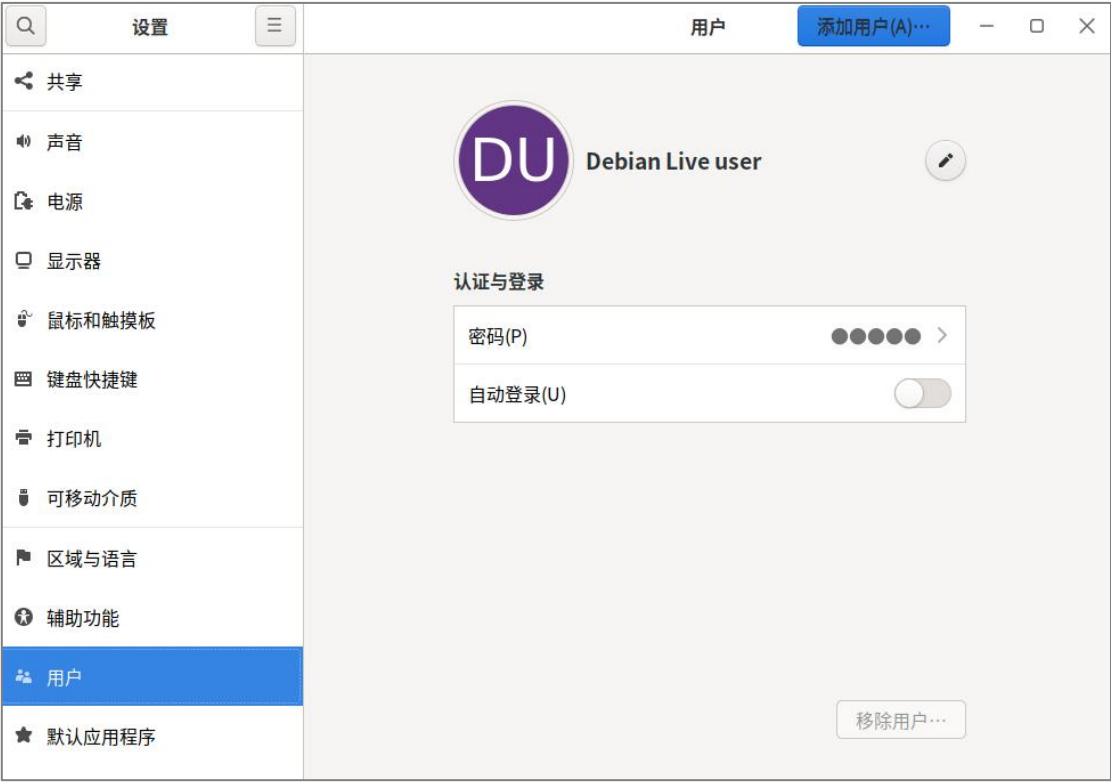 设置
用户
添加用户(A)…
共享
声音
电源
显示器
鼠标和触摸板
键盘快捷键
打印机
可移动介质
区域与语言
辅助功能
用户
默认应用程序
DU
Debian Live user
认证与登录
密码(P)
●●●●●
自动登录(U)
移除用户…